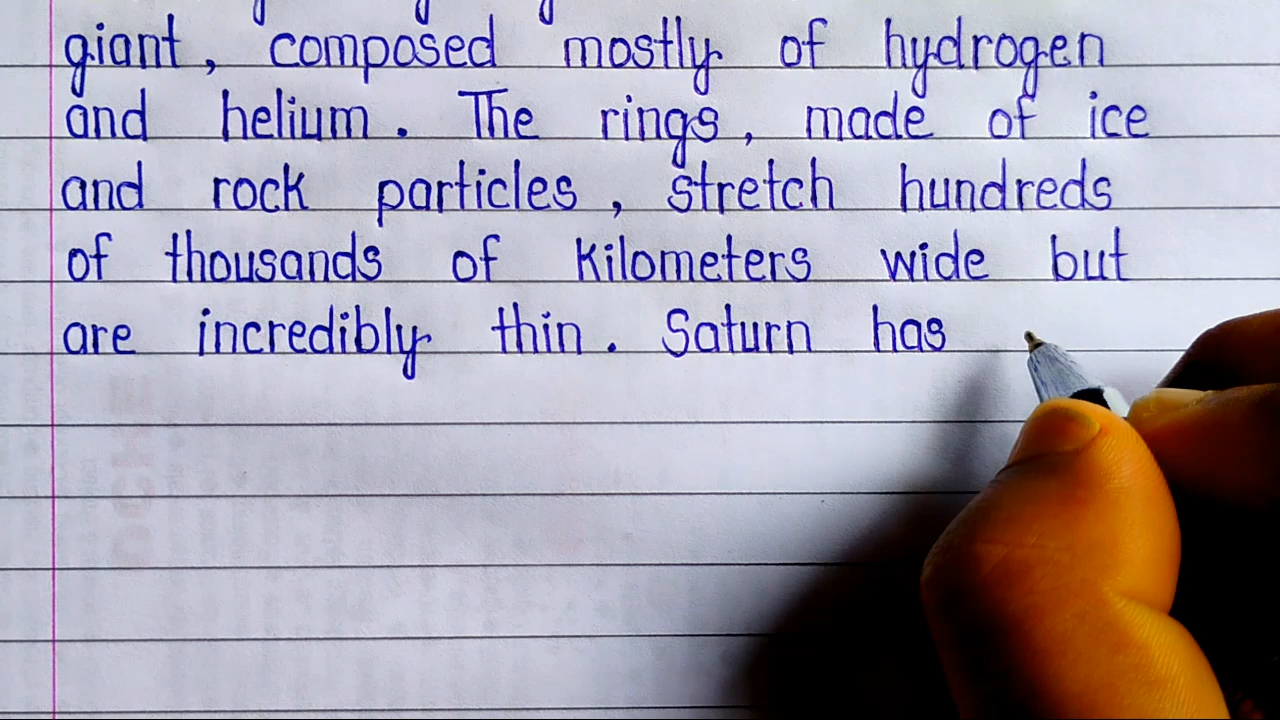 giant, composed mostly of hydrogen
and helium. The rings, made of ice
and rock particles, stretch hundreds
of thousands of kilometers wide but
are incredibly thin. Saturn has